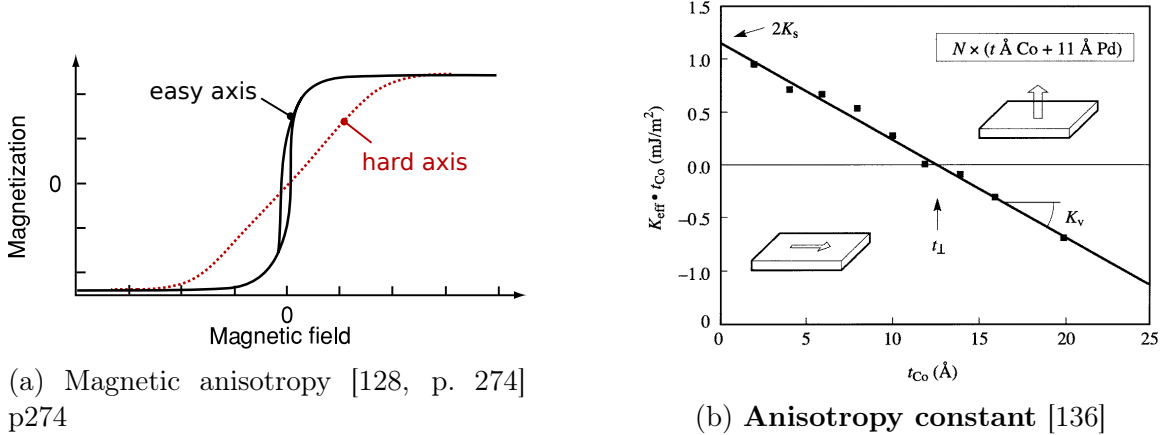 easy axis
hard axis
Magnetization
0
0
Magnetic field
(a) Magnetic anisotropy [128, p. 274]
p274
1.5
1.0
0.5
0.0
−0.5
−1.0
0
K_eff • t_Co (mJ/m²)
2K_s
N × (t Å Co + 11 Å Pd)
K_v
t_⊥
0 5 10 15 20 25
t_Co (Å)
(b) Anisotropy constant [136]